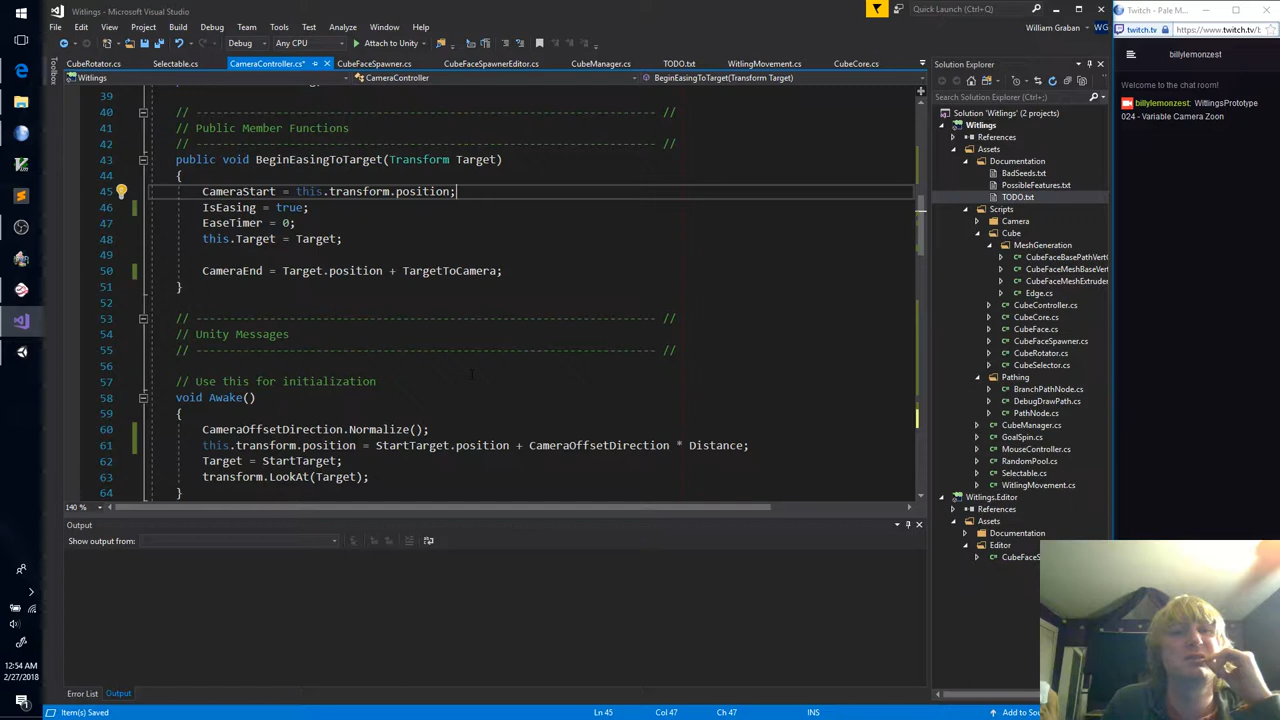 Witlings - Microsoft Visual Studio
Quick Launch (Ctrl+Q)
File Edit View Project Build Debug Team Tools Test Analyze Window Help
William Graban WG
Debug Any CPU Attach to Unity
CubeRotator.cs Selectable.cs CameraController.cs* CubeFaceSpawner.cs CubeFaceSpawnerEditor.cs CubeManager.cs TODO.txt WitlingMovement.cs CubeCore.cs
Witlings CameraController BeginEasingToTarget(Transform Target)
39
40 // ---------------------------------------------------------------------- //
41 // Public Member Functions
42 // ---------------------------------------------------------------------- //
43 public void BeginEasingToTarget(Transform Target)
44 {
45 CameraStart = this.transform.position;
46 IsEasing = true;
47 EaseTimer = 0;
48 this.Target = Target;
49
50 CameraEnd = Target.position + TargetToCamera;
51 }
52
53 // ---------------------------------------------------------------------- //
54 // Unity Messages
55 // ---------------------------------------------------------------------- //
56
57 // Use this for initialization
58 void Awake()
59 {
60 CameraOffsetDirection.Normalize();
61 this.transform.position = StartTarget.position + CameraOffsetDirection * Distance;
62 Target = StartTarget;
63 transform.LookAt(Target);
64 }
140 %
Output
Show output from:
Error List Output
Item(s) Saved Ln 45 Col 47 Ch 47 INS Add to So
Toolbox
Solution Explorer
Search Solution Explorer (Ctrl+;)
Solution 'Witlings' (2 projects)
Witlings
References
Assets
Documentation
BadSeeds.txt
PossibleFeatures.txt
TODO.txt
Scripts
Camera
Cube
MeshGeneration
CubeFaceBasePathVert
CubeFaceMeshBaseVer
CubeFaceMeshExtruder
Edge.cs
CubeController.cs
CubeCore.cs
CubeFace.cs
CubeFaceSpawner.cs
CubeRotator.cs
CubeSelector.cs
Pathing
BranchPathNode.cs
DebugDrawPath.cs
PathNode.cs
CubeManager.cs
GoalSpin.cs
MouseController.cs
RandomPool.cs
Selectable.cs
WitlingMovement.cs
Witlings.Editor
References
Assets
Documentation
Editor
CubeFaceS
Twitch - Pale M...
twitch.tv https://www.twitch.tv/b
billylemonzest
Welcome to the chat room!
billylemonzest: WitlingsPrototype
024 - Variable Camera Zoon
12:54 AM
2/27/2018